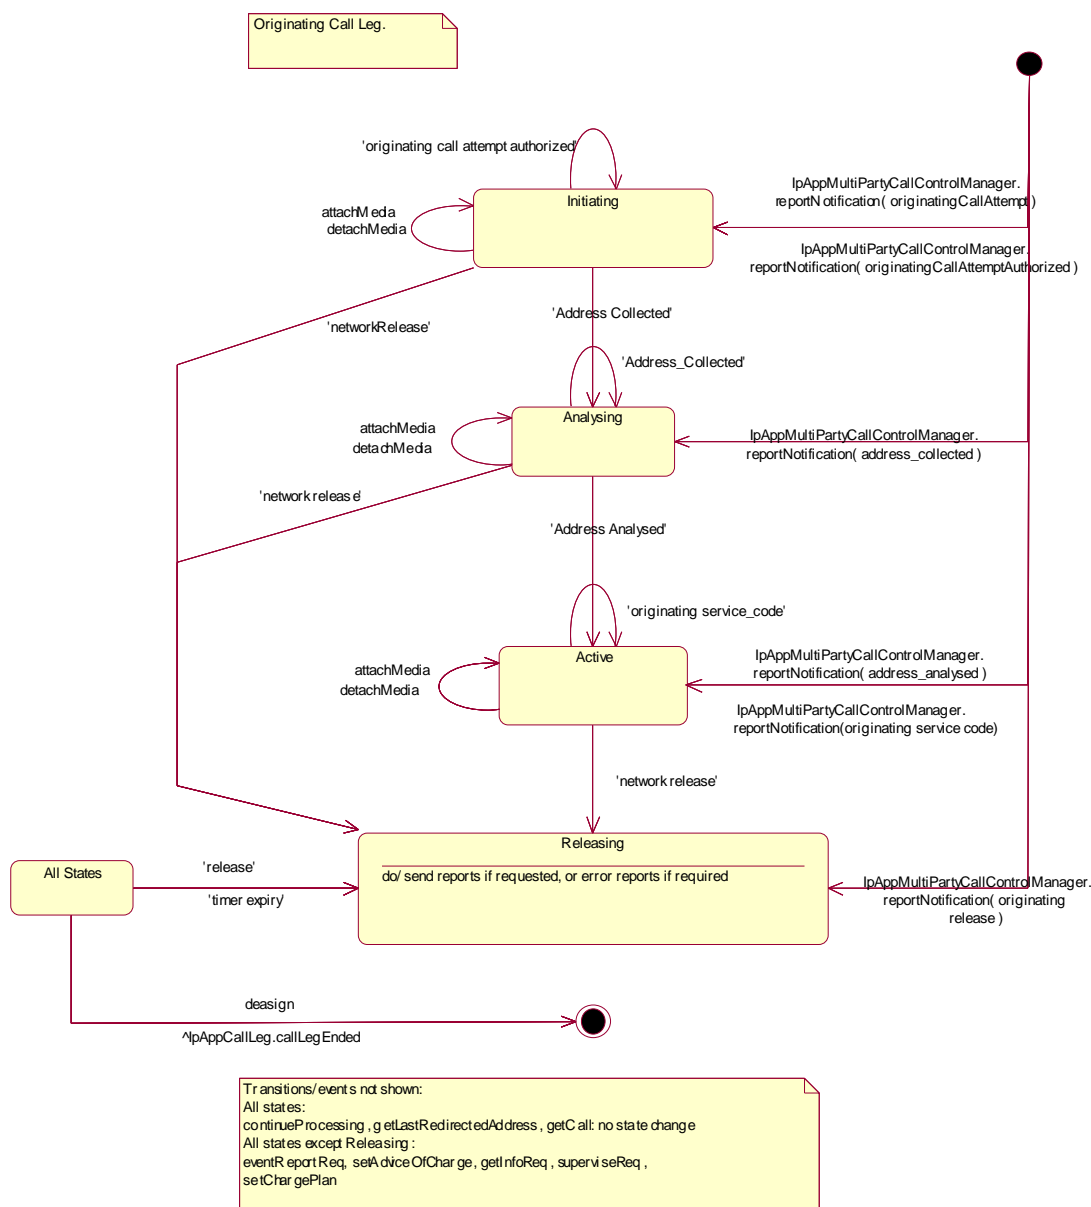 Originating Call Leg.
'originating call attempt authorized'
IpAppMultiPartyCallControlManager.
reportNotification( originatingCallAttempt )
Initiating
attachMedia
detachMedia
IpAppMultiPartyCallControlManager.
reportNotification( originatingCallAttemptAuthorized )
'Address Collected'
'networkRelease'
'Address_Collected'
Analysing
attachMedia
detachMedia
IpAppMultiPartyCallControlManager.
reportNotification( address_collected )
'network release'
'Address Analysed'
'originating service_code'
Active
attachMedia
detachMedia
IpAppMultiPartyCallControlManager.
reportNotification( address_analysed )
IpAppMultiPartyCallControlManager.
reportNotification(originating service code)
'network release'
Releasing
do/ send reports if requested, or error reports if required
All States
'release'
'timer expiry'
IpAppMultiPartyCallControlManager.
reportNotification( originating
release )
deasign
^IpAppCallLeg.callLegEnded
Transitions/events not shown:
All states:
continueProcessing , getLastRedirectedAddress , getCall: no state change
All states except Releasing :
eventReportReq, setAdviceOfCharge, getInfoReq , superviseReq ,
setChargePlan